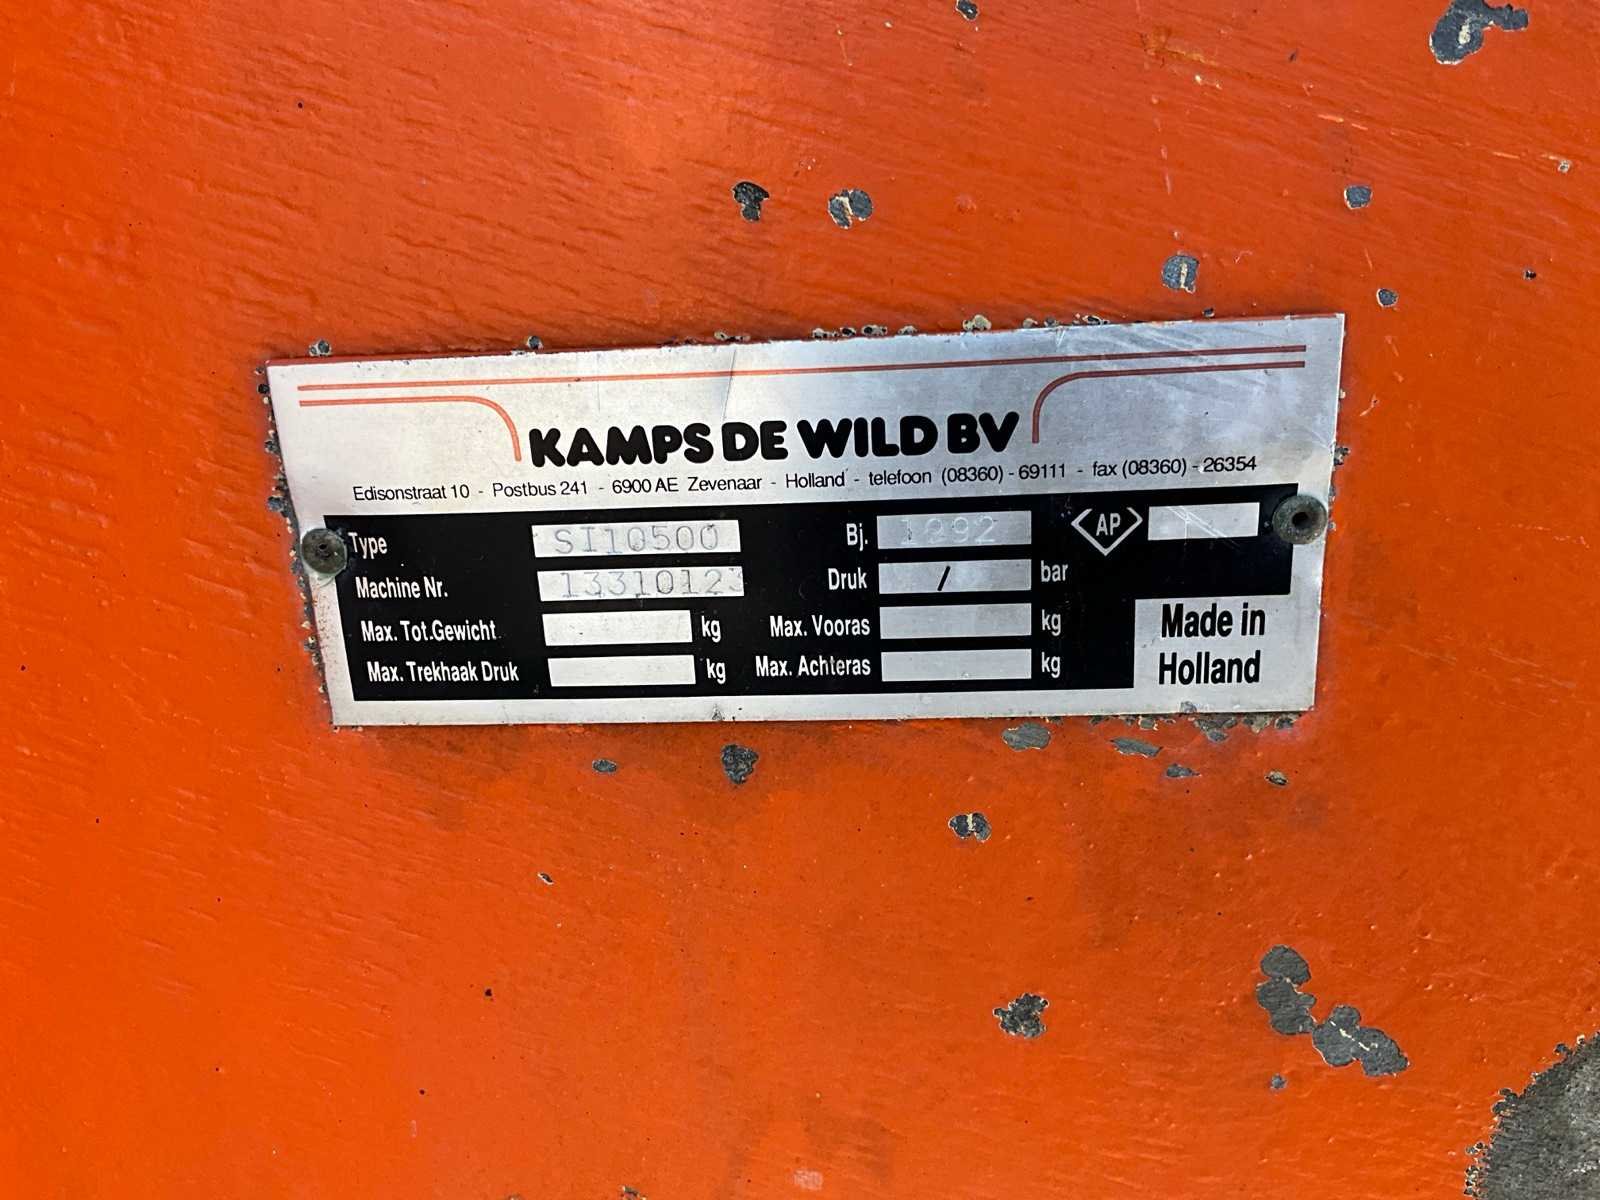 KAMPS DE WILD BV
Edisonstraat 10 - Postbus 241 - 6900 AE Zevenaar - Holland - telefoon (08360) - 69111 - fax (08360) - 26354
Type SI10500 Bj. 1992 AP
Machine Nr. 13310123 Druk / bar
Max. Tot.Gewicht kg Max. Vooras kg
Max. Trekhaak Druk kg Max. Achteras kg
Made in
Holland